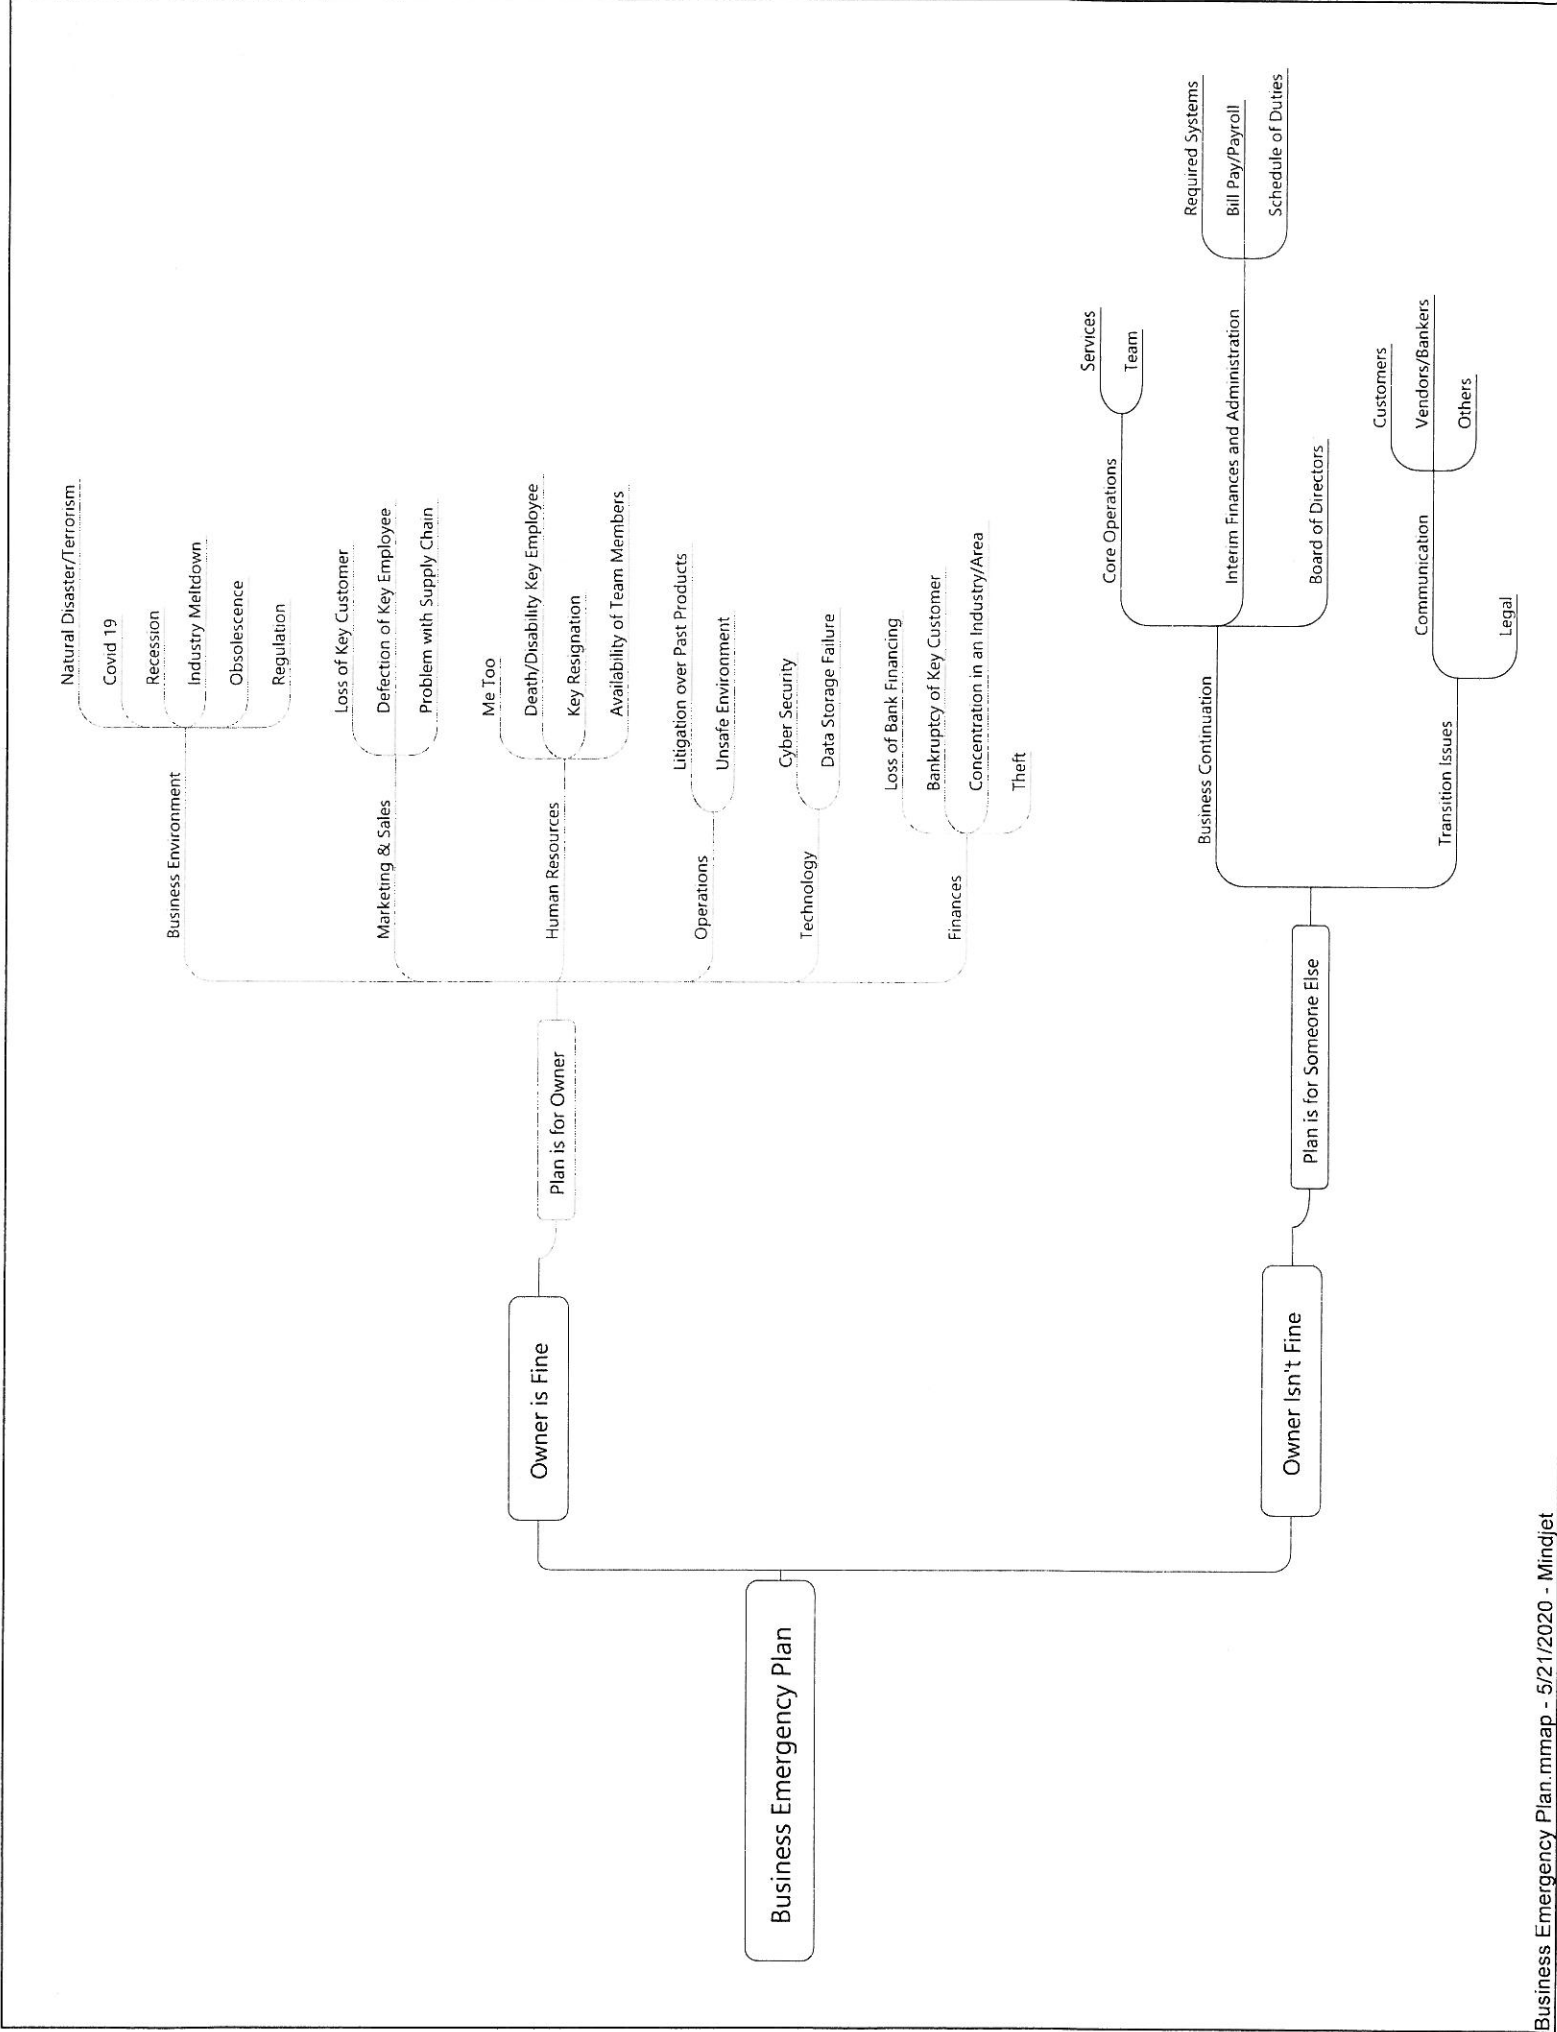 Business Emergency Plan
Owner is Fine
Plan is for Owner
Business Environment
Natural Disaster/Terrorism
Covid 19
Recession
Industry Meltdown
Obsolescence
Regulation
Marketing & Sales
Loss of Key Customer
Defection of Key Employee
Problem with Supply Chain
Human Resources
Me Too
Death/Disability Key Employee
Key Resignation
Availability of Team Members
Operations
Litigation over Past Products
Unsafe Environment
Technology
Cyber Security
Data Storage Failure
Finances
Loss of Bank Financing
Bankruptcy of Key Customer
Concentration in an Industry/Area
Theft
Owner Isn't Fine
Plan is for Someone Else
Business Continuation
Core Operations
Services
Team
Interim Finances and Administration
Required Systems
Bill Pay/Payroll
Schedule of Duties
Board of Directors
Transition Issues
Communication
Customers
Vendors/Bankers
Others
Legal
Business Emergency Plan.mmap - 5/21/2020 - Mindjet